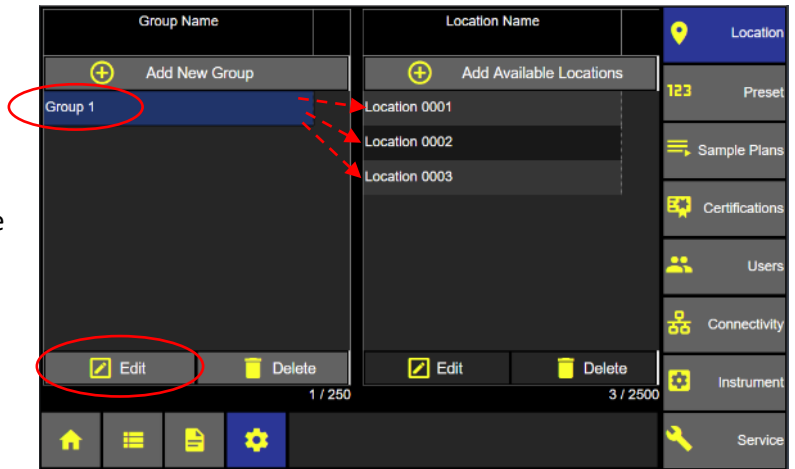 Group Name
Location Name
Add New Group
Add Available Locations
Group 1
Location 0001
Location 0002
Location 0003
e
Edit
Delete
Edit
Delete
1 / 250
3 / 2500
Location
123 Preset
Sample Plans
Certifications
Users
Connectivity
Instrument
Service